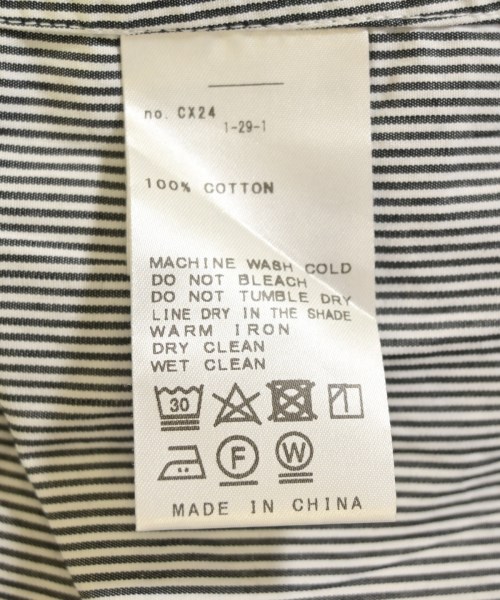 no. CX24
1-29-1
100% COTTON
MACHINE WASH COLD
DO NOT BLEACH
DO NOT TUMBLE DRY
LINE DRY IN THE SHADE
WARM IRON
DRY CLEAN
WET CLEAN
30
F W
MADE IN CHINA